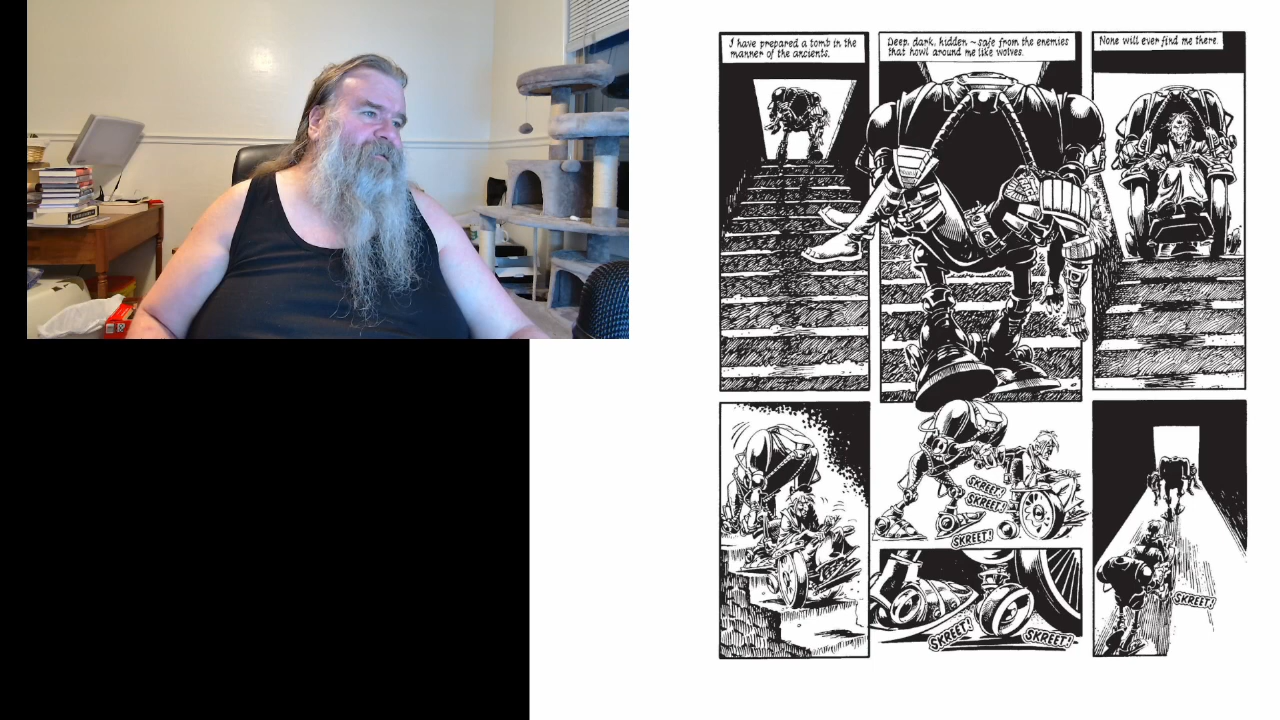 I have prepared a tomb in the
manner of the ancients.
Deep, dark, hidden ~ safe from the enemies
that howl around me like wolves.
None will ever find me there.
SKREET!
SKREET!
SKREET!
SKREET!
SKREET!
SKREET!